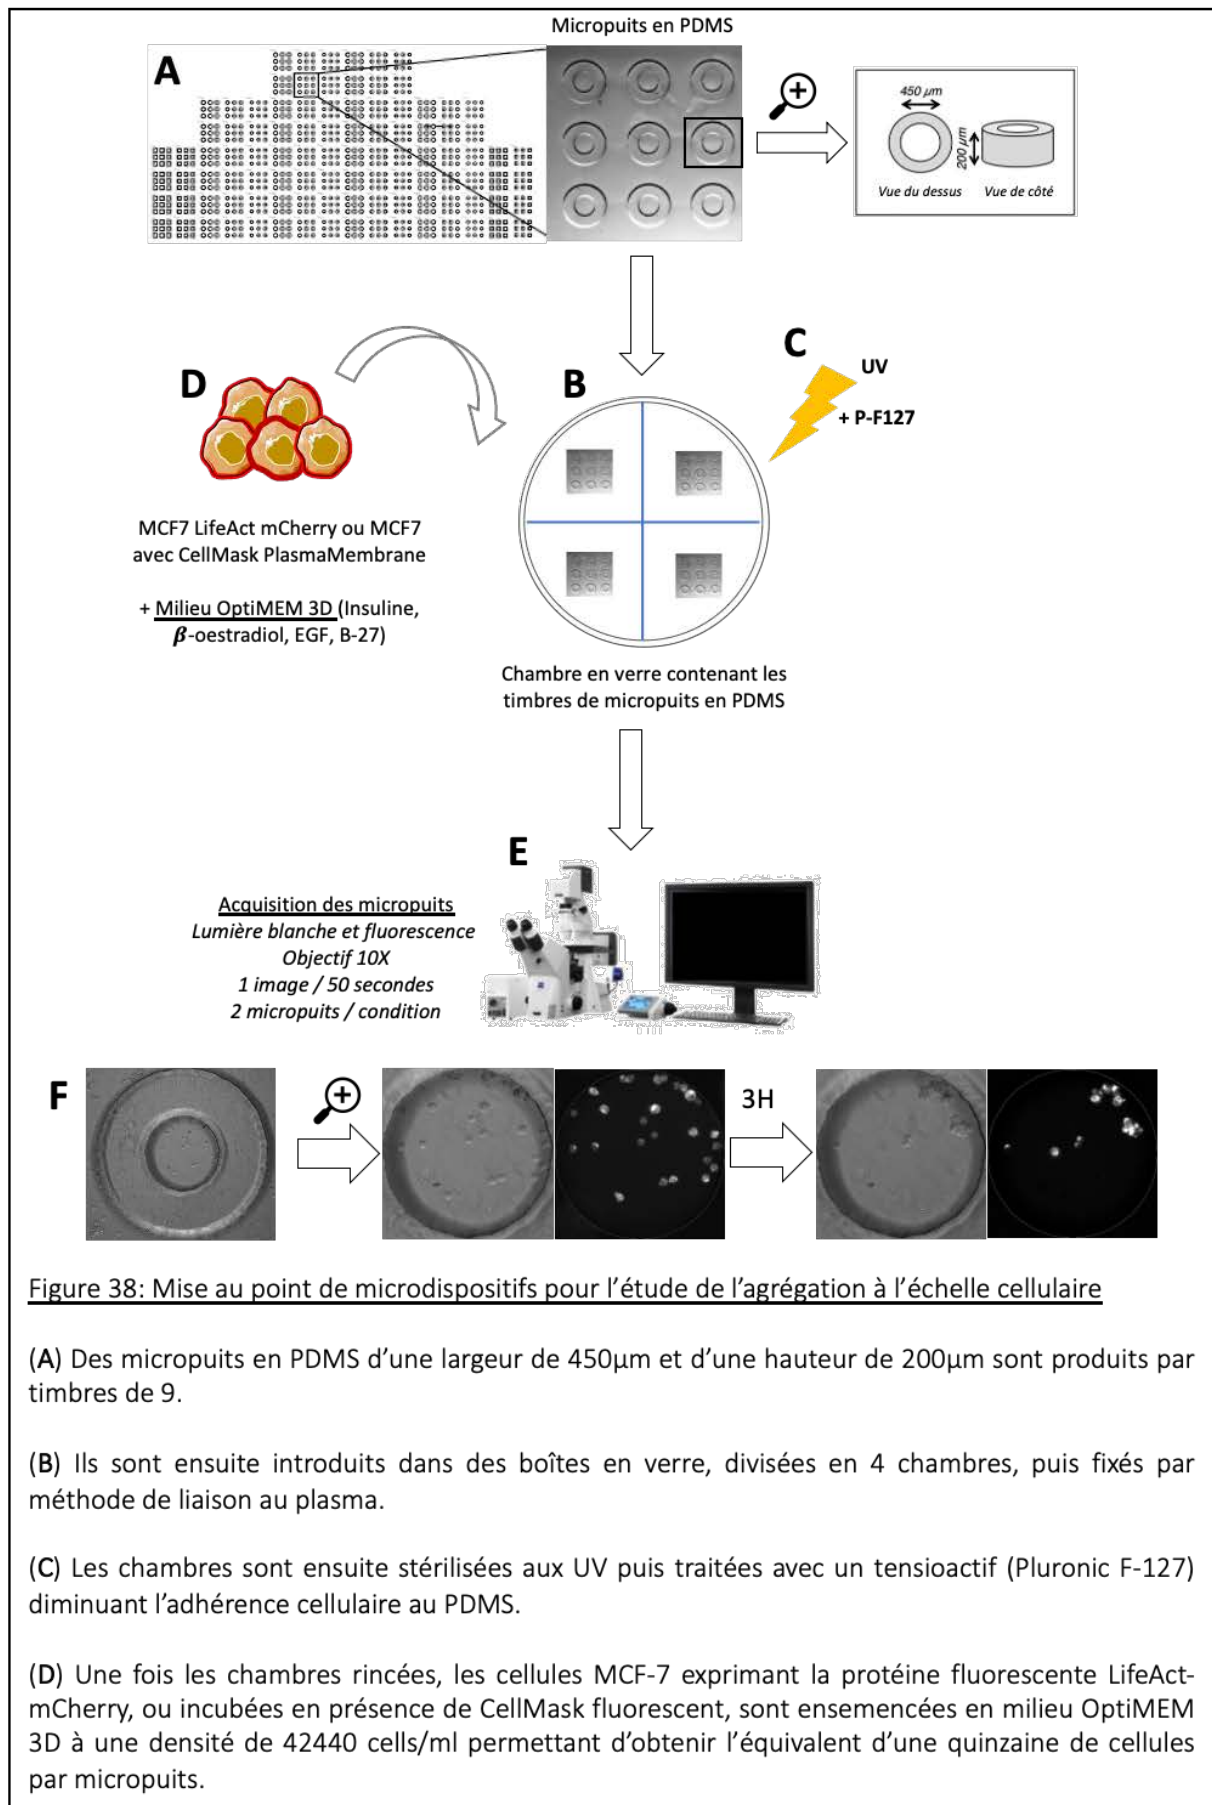 Micropuits en PDMS
A
450 µm
200 µm
Vue du dessus
Vue de côté
C
UV
+ P-F127
D
B
MCF7 LifeAct mCherry ou MCF7
avec CellMask PlasmaMembrane
+ Milieu OptiMEM 3D (Insuline,
β-oestradiol, EGF, B-27)
Chambre en verre contenant les
timbres de micropuits en PDMS
E
Acquisition des micropuits
Lumière blanche et fluorescence
Objectif 10X
1 image / 50 secondes
2 micropuits / condition
F
3H
Figure 38: Mise au point de microdispositifs pour l’étude de l’agrégation à l’échelle cellulaire
(A) Des micropuits en PDMS d’une largeur de 450µm et d’une hauteur de 200µm sont produits par
timbres de 9.
(B) Ils sont ensuite introduits dans des boîtes en verre, divisées en 4 chambres, puis fixés par
méthode de liaison au plasma.
(C) Les chambres sont ensuite stérilisées aux UV puis traitées avec un tensioactif (Pluronic F-127)
diminuant l’adhérence cellulaire au PDMS.
(D) Une fois les chambres rincées, les cellules MCF-7 exprimant la protéine fluorescente LifeAct-
mCherry, ou incubées en présence de CellMask fluorescent, sont ensemencées en milieu OptiMEM
3D à une densité de 42440 cells/ml permettant d’obtenir l’équivalent d’une quinzaine de cellules
par micropuits.